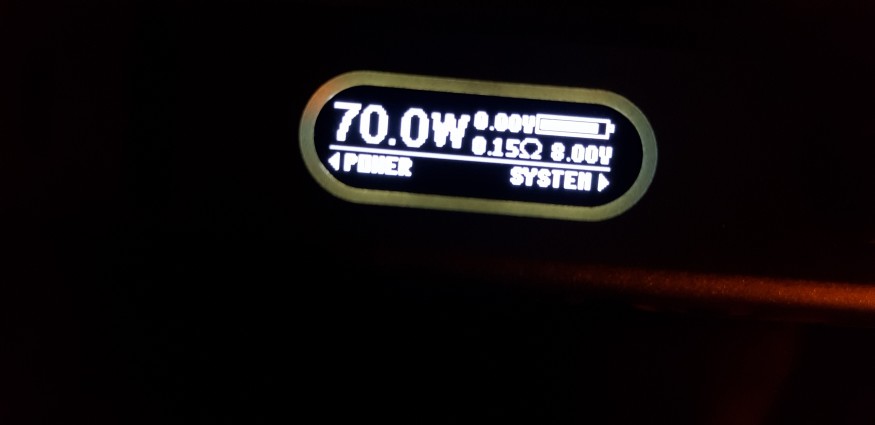 70.0W 0.00V
0.15Ω 8.00V
POWER SYSTEM